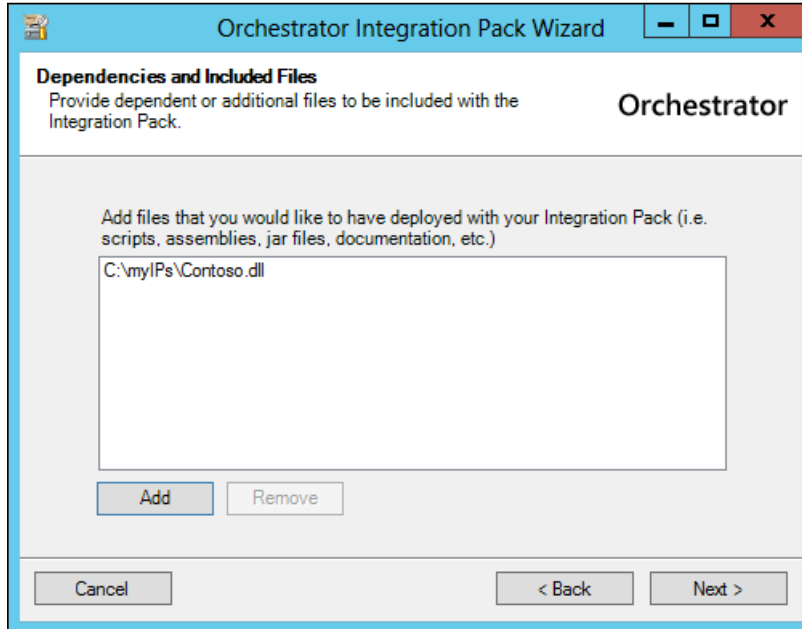 Orchestrator Integration Pack Wizard
Dependencies and Included Files
Provide dependent or additional files to be included with the
Integration Pack.
Orchestrator
Add files that you would like to have deployed with your Integration Pack (i.e.
scripts, assemblies, jar files, documentation, etc.)
C:\myIPs\Contoso.dll
Add
Remove
Cancel
< Back
Next >